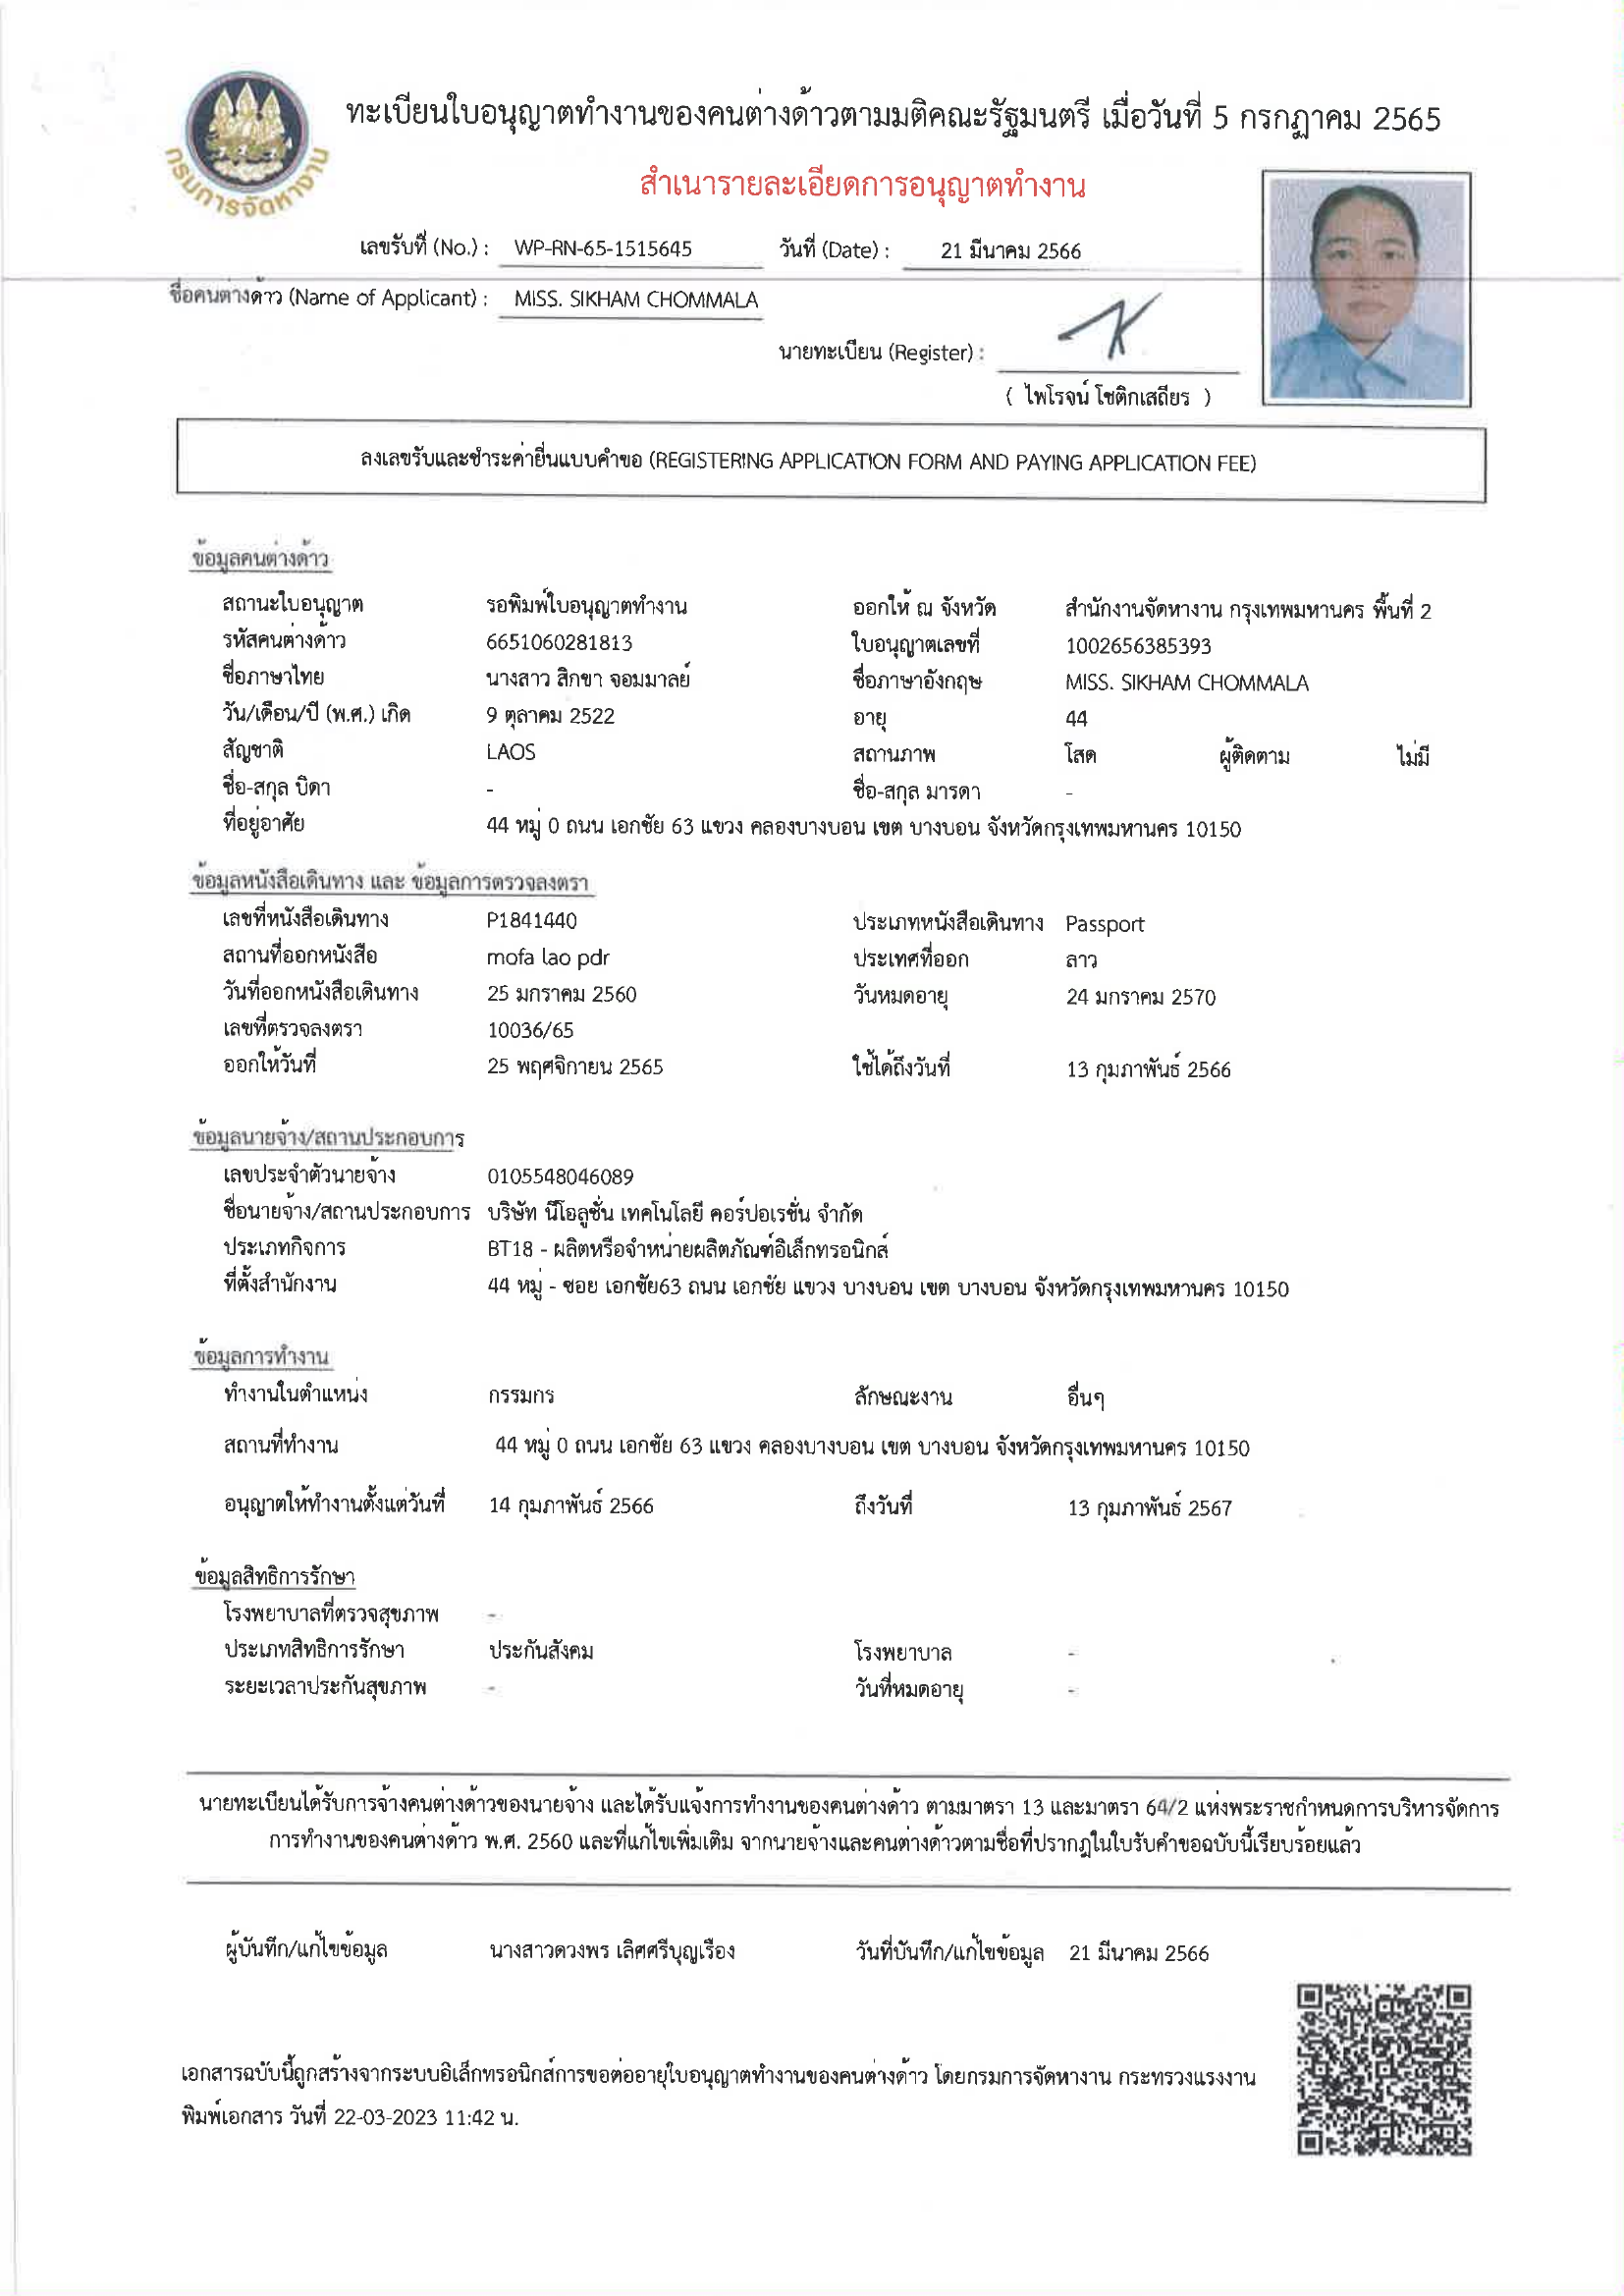 กรมการจัดหางาน
ทะเบียนใบอนุญาตทำงานของคนต่างด้าวตามมติคณะรัฐมนตรี เมื่อวันที่ 5 กรกฎาคม 2565
สำเนารายละเอียดการอนุญาตทำงาน
เลขรับที่ (No.) : WP-RN-65-1515645 วันที่ (Date) : 21 มีนาคม 2566
ชื่อคนต่างด้าว (Name of Applicant) : MISS. SIKHAM CHOMMALA
นายทะเบียน (Register) :
( ไพโรจน์ โชติกเสถียร )
ลงเลขรับและชำระค่ายื่นแบบคำขอ (REGISTERING APPLICATION FORM AND PAYING APPLICATION FEE)
ข้อมูลคนต่างด้าว
สถานะใบอนุญาต รอพิมพ์ใบอนุญาตทำงาน ออกให้ ณ จังหวัด สำนักงานจัดหางาน กรุงเทพมหานคร พื้นที่ 2
รหัสคนต่างด้าว 6651060281813 ใบอนุญาตเลขที่ 1002656385393
ชื่อภาษาไทย นางสาว สิกขา จอมมาลย์ ชื่อภาษาอังกฤษ MISS. SIKHAM CHOMMALA
วัน/เดือน/ปี (พ.ศ.) เกิด 9 ตุลาคม 2522 อายุ 44
สัญชาติ LAOS สถานภาพ โสด ผู้ติดตาม ไม่มี
ชื่อ-สกุล บิดา - ชื่อ-สกุล มารดา -
ที่อยู่อาศัย 44 หมู่ 0 ถนน เอกชัย 63 แขวง คลองบางบอน เขต บางบอน จังหวัดกรุงเทพมหานคร 10150
ข้อมูลหนังสือเดินทาง และ ข้อมูลการตรวจลงตรา
เลขที่หนังสือเดินทาง P1841440 ประเภทหนังสือเดินทาง Passport
สถานที่ออกหนังสือ mofa lao pdr ประเทศที่ออก ลาว
วันที่ออกหนังสือเดินทาง 25 มกราคม 2560 วันหมดอายุ 24 มกราคม 2570
เลขที่ตรวจลงตรา 10036/65
ออกให้วันที่ 25 พฤศจิกายน 2565 ใช้ได้ถึงวันที่ 13 กุมภาพันธ์ 2566
ข้อมูลนายจ้าง/สถานประกอบการ
เลขประจำตัวนายจ้าง 0105548046089
ชื่อนายจ้าง/สถานประกอบการ บริษัท นีโอลูชั่น เทคโนโลยี คอร์ปอเรชั่น จำกัด
ประเภทกิจการ BT18 - ผลิตหรือจำหน่ายผลิตภัณฑ์อิเล็กทรอนิกส์
ที่ตั้งสำนักงาน 44 หมู่ - ซอย เอกชัย63 ถนน เอกชัย แขวง บางบอน เขต บางบอน จังหวัดกรุงเทพมหานคร 10150
ข้อมูลการทำงาน
ทำงานในตำแหน่ง กรรมกร ลักษณะงาน อื่นๆ
สถานที่ทำงาน 44 หมู่ 0 ถนน เอกชัย 63 แขวง คลองบางบอน เขต บางบอน จังหวัดกรุงเทพมหานคร 10150
อนุญาตให้ทำงานตั้งแต่วันที่ 14 กุมภาพันธ์ 2566 ถึงวันที่ 13 กุมภาพันธ์ 2567
ข้อมูลสิทธิการรักษา
โรงพยาบาลที่ตรวจสุขภาพ -
ประเภทสิทธิการรักษา ประกันสังคม โรงพยาบาล -
ระยะเวลาประกันสุขภาพ - วันที่หมดอายุ -
นายทะเบียนได้รับการจ้างคนต่างด้าวของนายจ้าง และได้รับแจ้งการทำงานของคนต่างด้าว ตามมาตรา 13 และมาตรา 64/2 แห่งพระราชกำหนดการบริหารจัดการ
การทำงานของคนต่างด้าว พ.ศ. 2560 และที่แก้ไขเพิ่มเติม จากนายจ้างและคนต่างด้าวตามชื่อที่ปรากฏในใบรับคำขอฉบับนี้เรียบร้อยแล้ว
ผู้บันทึก/แก้ไขข้อมูล นางสาวดวงพร เลิศศรีบุญเรือง วันที่บันทึก/แก้ไขข้อมูล 21 มีนาคม 2566
เอกสารฉบับนี้ถูกสร้างจากระบบอิเล็กทรอนิกส์การขอต่ออายุใบอนุญาตทำงานของคนต่างด้าว โดยกรมการจัดหางาน กระทรวงแรงงาน
พิมพ์เอกสาร วันที่ 22-03-2023 11:42 น.